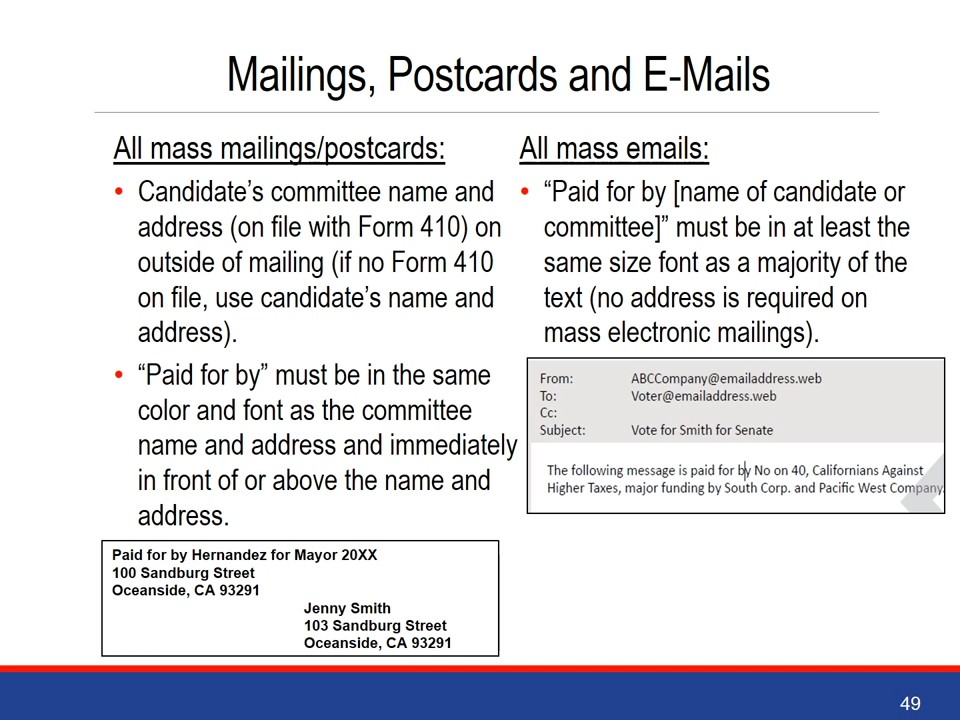 Mailings, Postcards and E-Mails
All mass mailings/postcards:
• Candidate’s committee name and
address (on file with Form 410) on
outside of mailing (if no Form 410
on file, use candidate’s name and
address).
• “Paid for by” must be in the same
color and font as the committee
name and address and immediately
in front of or above the name and
address.
Paid for by Hernandez for Mayor 20XX
100 Sandburg Street
Oceanside, CA 93291
Jenny Smith
103 Sandburg Street
Oceanside, CA 93291
All mass emails:
• “Paid for by [name of candidate or
committee]” must be in at least the
same size font as a majority of the
text (no address is required on
mass electronic mailings).
From: ABCCompany@emailaddress.web
To: Voter@emailaddress.web
Cc:
Subject: Vote for Smith for Senate
The following message is paid for by No on 40, Californians Against
Higher Taxes, major funding by South Corp. and Pacific West Company.
49